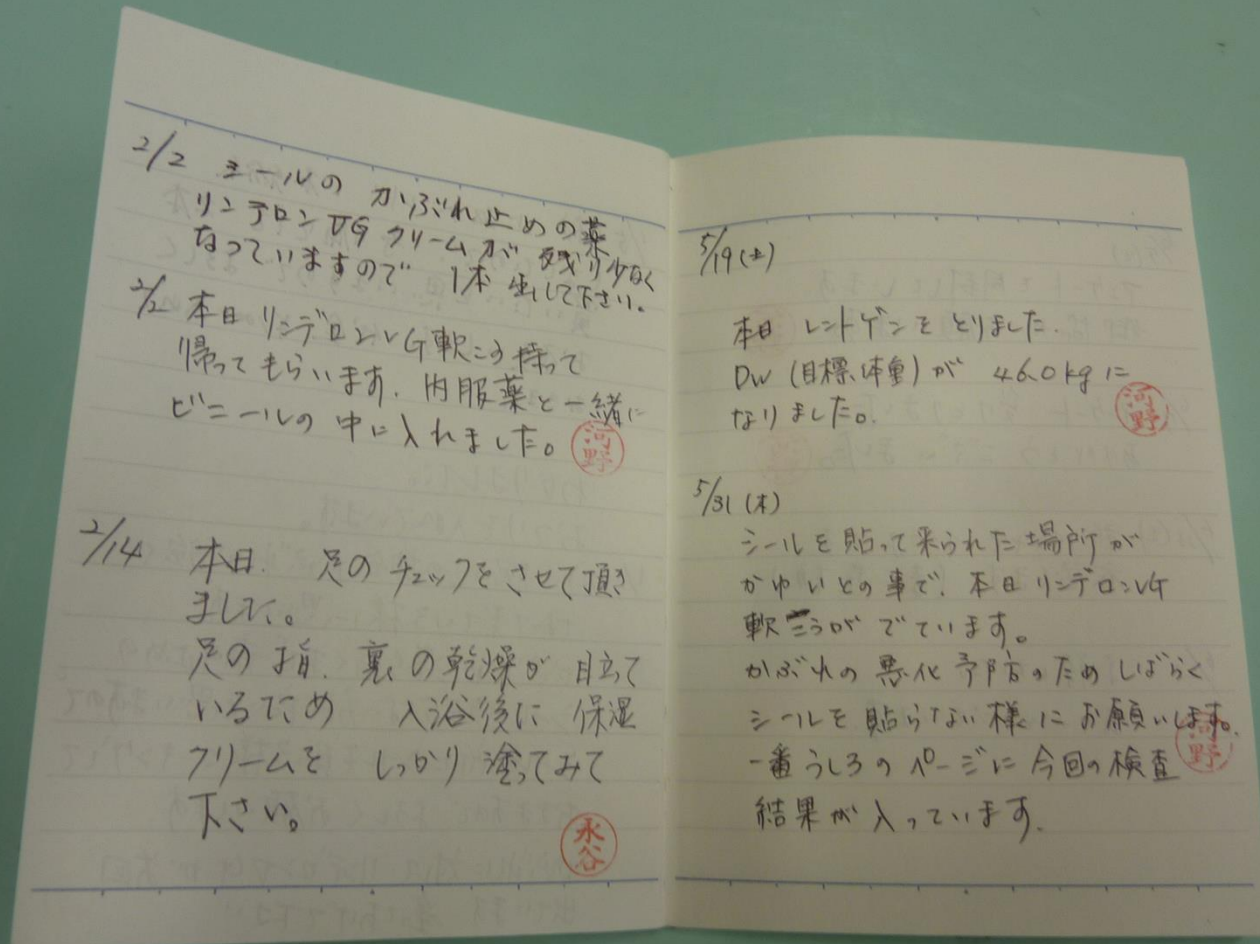 2/2 シールの かぶれ止めの薬
リンデロンVG クリームが 残り少なく
なっていますので 1本 出して下さい。
2/2 本日 リンデロンVG軟こう持って
帰ってもらいます. 内服薬と一緒に
ビニールの中に入れました。
河野
2/14 本日. 足の チェックをさせて頂き
ました。
足の指. 裏の乾燥が 目立って
いるため 入浴後に 保湿
クリームを しっかり 塗ってみて
下さい。
永谷
5/19(土)
本日 レントゲンをとりました.
DW (目標体重)が 46.0kgに
なりました。
河野
5/31(木)
シールを貼って来られた場所が
かゆいとの事で. 本日リンデロンVG
軟こうがでています。
かぶれの悪化予防のためしばらく
シールを貼らない様にお願いします。
河野
一番うしろのページに今回の検査
結果が入っています.